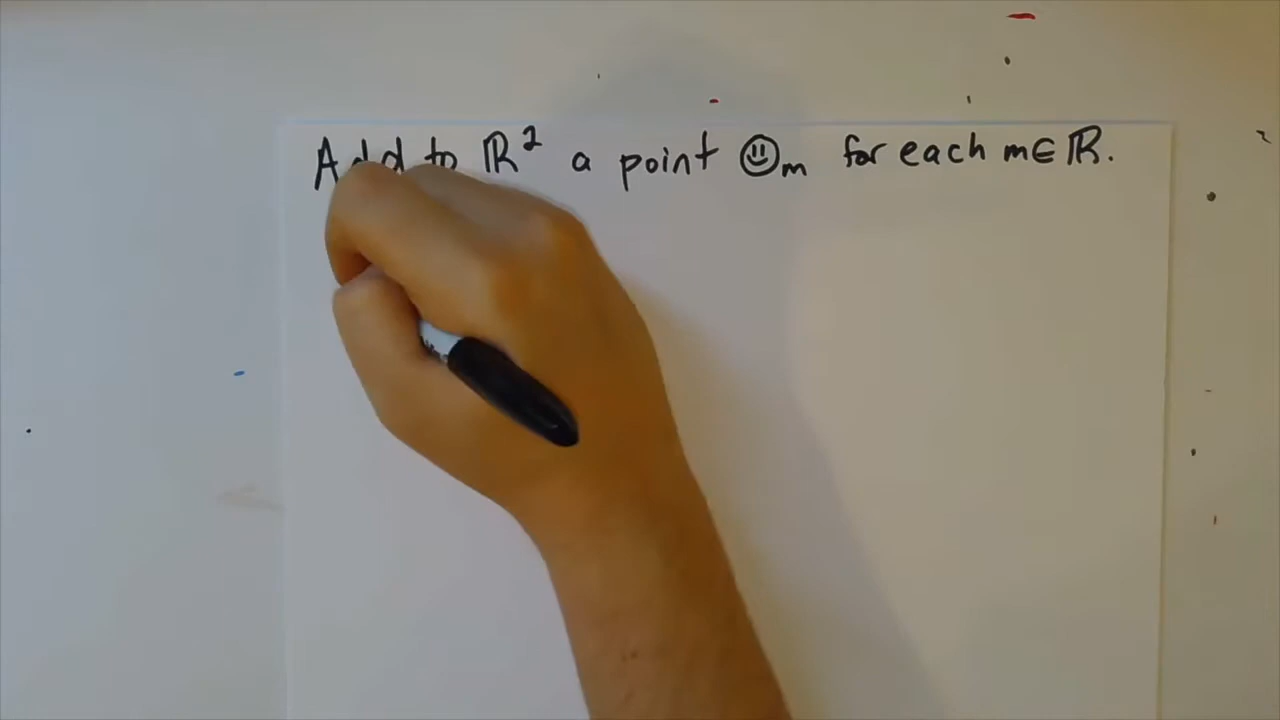 Add to ℝ² a point ☺ₘ for each m∈ℝ.